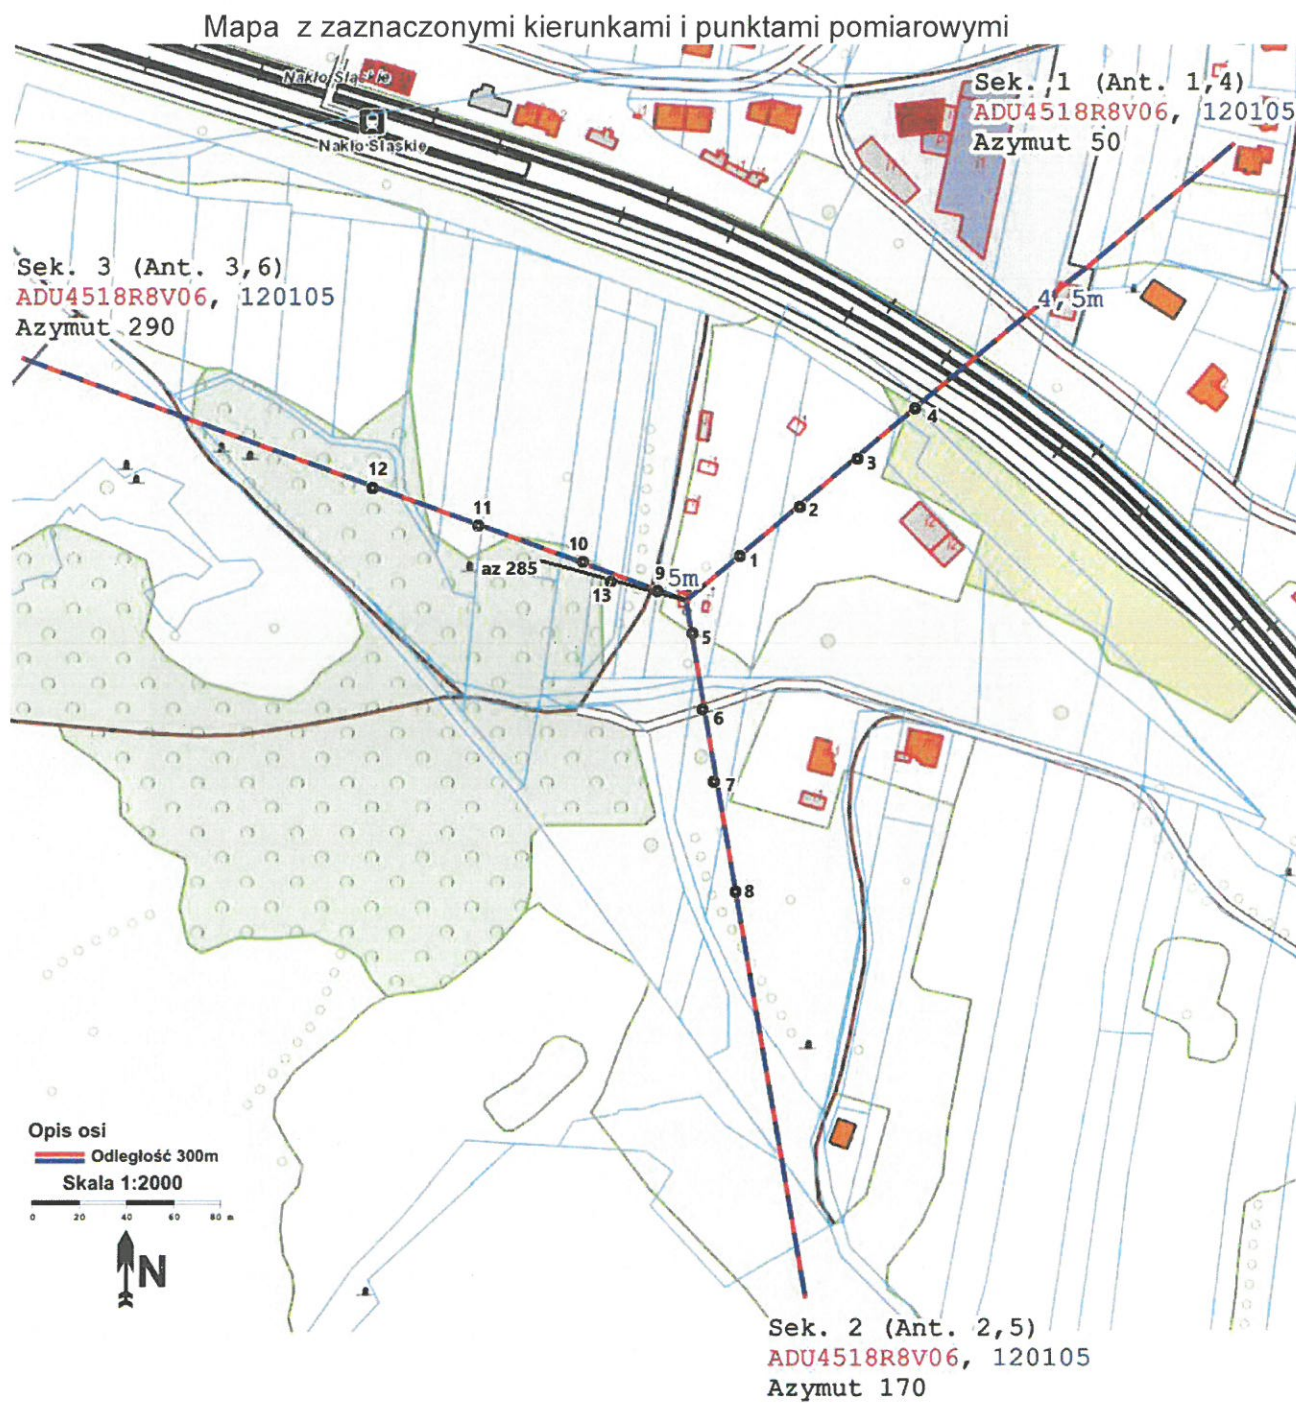 Mapa z zaznaczonymi kierunkami i punktami pomiarowymi
Nakło Śląskie
Nakło Śląskie
Sek. 1 (Ant. 1,4)
ADU4518R8V06, 120105
Azymut 50
Sek. 3 (Ant. 3,6)
ADU4518R8V06, 120105
Azymut 290
4,5m
4
3
12
2
11
1
10
az 285
9
5m
13
5
6
7
8
Opis osi
Odległość 300m
Skala 1:2000
0 20 40 60 80 m
N
Sek. 2 (Ant. 2,5)
ADU4518R8V06, 120105
Azymut 170